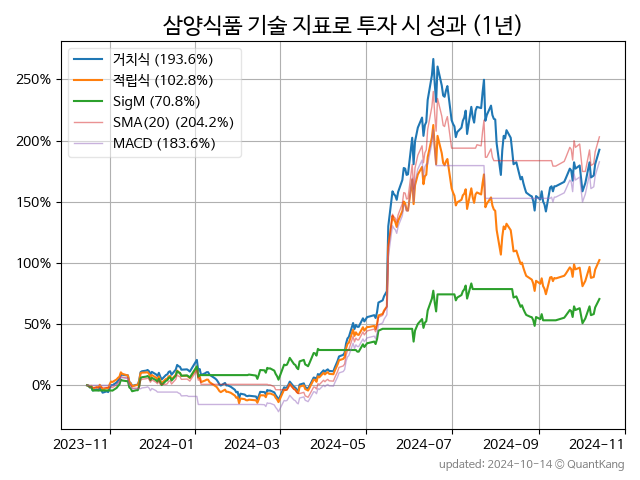 삼양식품 기술 지표로 투자 시 성과 (1년)
거치식 (193.6%)
적립식 (102.8%)
SigM (70.8%)
SMA(20) (204.2%)
MACD (183.6%)
250%
200%
150%
100%
50%
0%
2023-11 2024-01 2024-03 2024-05 2024-07 2024-09 2024-11
updated: 2024-10-14 © QuantKang